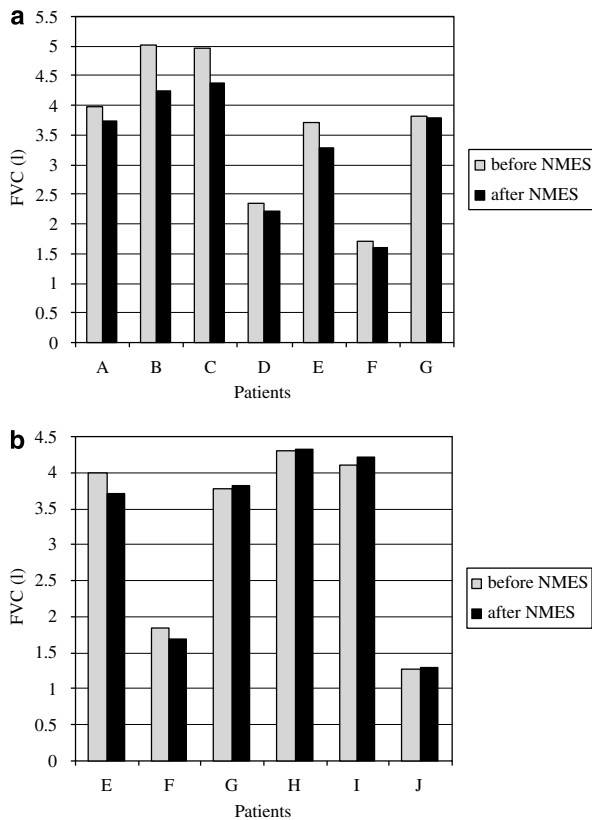 a
5.5
5
4.5
4
3.5
3
2.5
2
1.5
1
0.5
0
FVC (l)
A B C D E F G
Patients
before NMES
after NMES
b
4.5
4
3.5
3
2.5
2
1.5
1
0.5
0
FVC (l)
E F G H I J
Patients
before NMES
after NMES